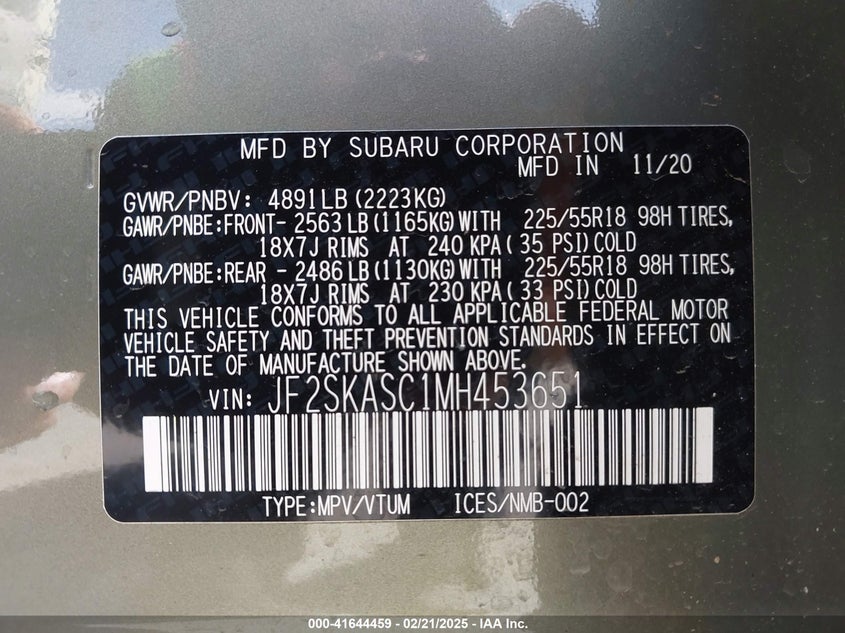 MFD BY SUBARU CORPORATION
MFD IN 11/20
GVWR/PNBV: 4891LB (2223KG)
GAWR/PNBE:FRONT- 2563 LB (1165KG) WITH 225/55R18 98H TIRES,
18X7J RIMS AT 240 KPA ( 35 PSI) COLD
GAWR/PNBE:REAR - 2486 LB (1130KG) WITH 225/55R18 98H TIRES,
18X7J RIMS AT 230 KPA ( 33 PSI) COLD
THIS VEHICLE CONFORMS TO ALL APPLICABLE FEDERAL MOTOR
VEHICLE SAFETY AND THEFT PREVENTION STANDARDS IN EFFECT ON
THE DATE OF MANUFACTURE SHOWN ABOVE.
VIN: JF2SKASC1MH453651
TYPE:MPV/VTUM ICES/NMB-002
000-41644459 - 02/21/2025 - IAA Inc.